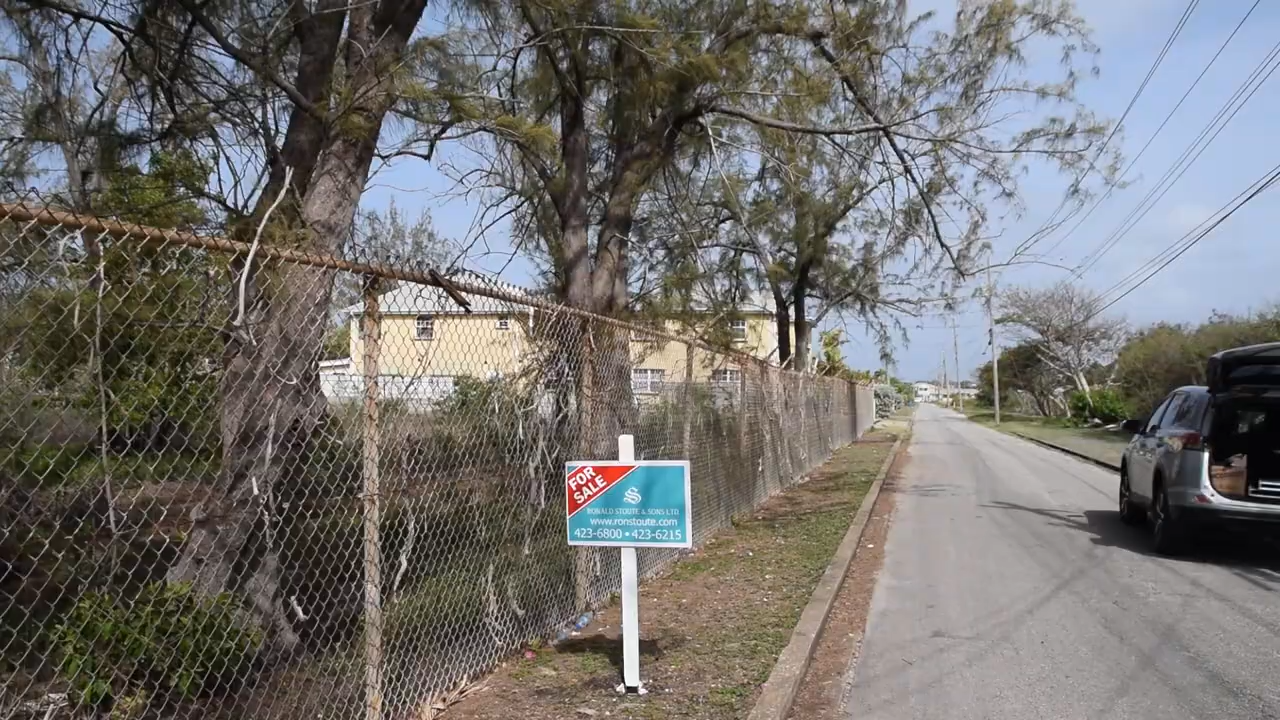 FOR
SALE
RONALD STOUTE & SONS LTD.
www.ronstoute.com
423-6800 • 423-6215